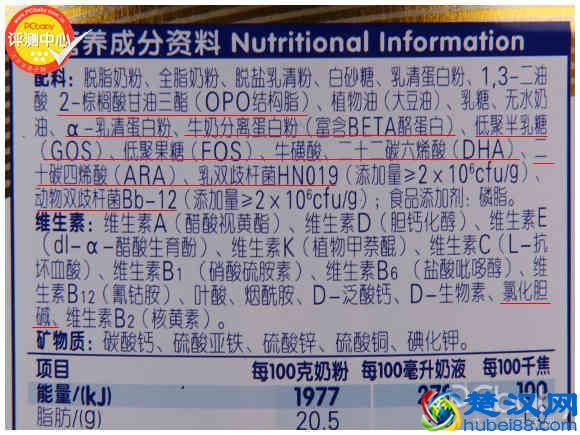 PCbaby
评测中心
营养成分资料 Nutritional Information
配料：脱脂奶粉、全脂奶粉、脱盐乳清粉、白砂糖、乳清蛋白粉、1,3-二油
酸 2-棕榈酸甘油三酯（OPO结构脂）、植物油（大豆油）、乳糖、无水奶
油、α-乳清蛋白粉、牛奶分离蛋白粉（富含BETA酪蛋白）、低聚半乳糖
（GOS）、低聚果糖（FOS）、牛磺酸、二十二碳六烯酸（DHA）、二
十碳四烯酸（ARA）、乳双歧杆菌HN019（添加量≥2×10⁶cfu/g）、
动物双歧杆菌Bb-12（添加量≥2×10⁶cfu/g）；食品添加剂：磷脂。
维生素：维生素A（醋酸视黄酯）、维生素D（胆钙化醇）、维生素E
（dl-α-醋酸生育酚）、维生素K（植物甲萘醌）、维生素C（L-抗
坏血酸）、维生素B₁（硝酸硫胺素）、维生素B₆（盐酸吡哆醇）、维
生素B₁₂（氰钴胺）、叶酸、烟酰胺、D-泛酸钙、D-生物素、氯化胆
碱、维生素B₂（核黄素）。
矿物质：碳酸钙、硫酸亚铁、硫酸锌、硫酸铜、碘化钾。
项目 每100克奶粉 每100毫升奶液 每100千焦
能量/(kJ) 1977 100
脂肪/(g) 20.5
楚汉网
hubei88.com